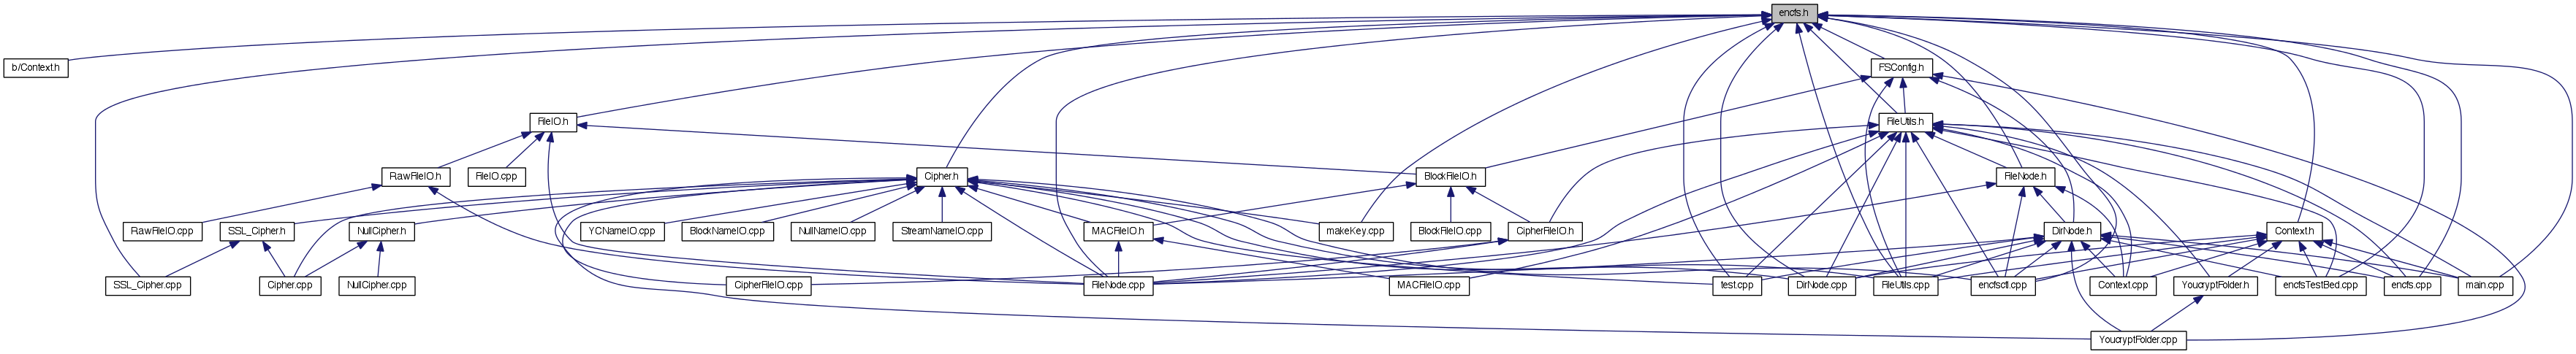 encfs.h
b/Context.h
FSConfig.h
FileIO.h
FileUtils.h
RawFileIO.h
FileIO.cpp
Cipher.h
BlockFileIO.h
FileNode.h
RawFileIO.cpp
SSL_Cipher.h
NullCipher.h
YCNameIO.cpp
BlockNameIO.cpp
NullNameIO.cpp
StreamNameIO.cpp
MACFileIO.h
makeKey.cpp
BlockFileIO.cpp
CipherFileIO.h
DirNode.h
Context.h
SSL_Cipher.cpp
Cipher.cpp
NullCipher.cpp
CipherFileIO.cpp
FileNode.cpp
MACFileIO.cpp
test.cpp
DirNode.cpp
FileUtils.cpp
encfsctl.cpp
Context.cpp
YoucryptFolder.h
encfsTestBed.cpp
encfs.cpp
main.cpp
YoucryptFolder.cpp